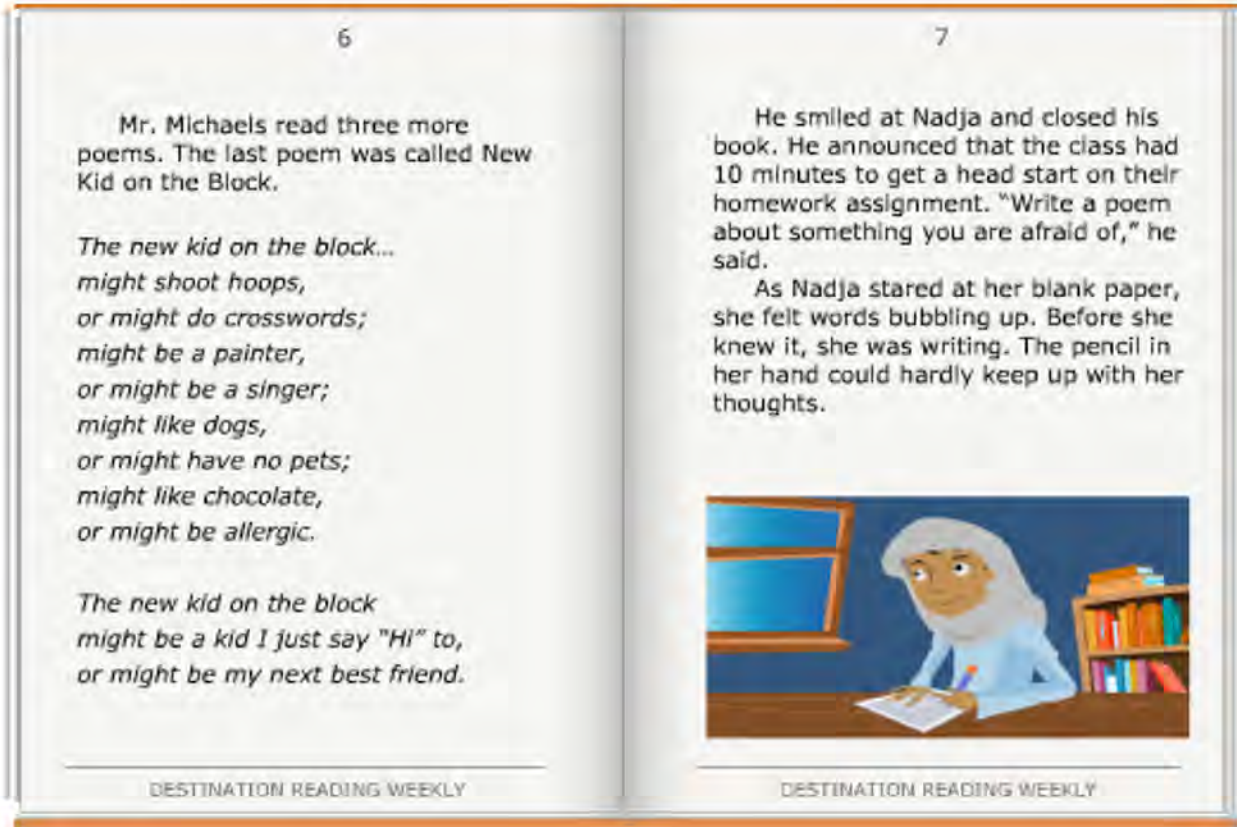 6
Mr. Michaels read three more
poems. The last poem was called New
Kid on the Block.
The new kid on the block...
might shoot hoops,
or might do crosswords;
might be a painter,
or might be a singer;
might like dogs,
or might have no pets;
might like chocolate,
or might be allergic.
The new kid on the block
might be a kid I just say "Hi" to,
or might be my next best friend.
DESTINATION READING WEEKLY
7
He smiled at Nadja and closed his
book. He announced that the class had
10 minutes to get a head start on their
homework assignment. "Write a poem
about something you are afraid of," he
said.
As Nadja stared at her blank paper,
she felt words bubbling up. Before she
knew it, she was writing. The pencil in
her hand could hardly keep up with her
thoughts.
DESTINATION READING WEEKLY